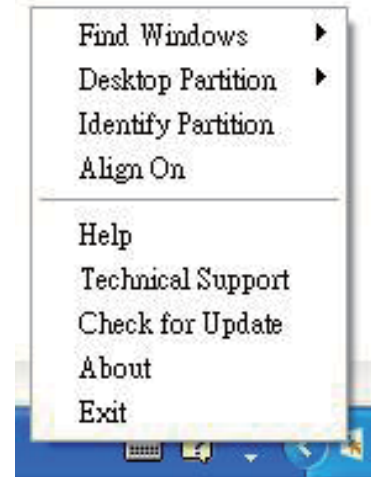 Find Windows
Desktop Partition
Identify Partition
Align On
Help
Technical Support
Check for Update
About
Exit